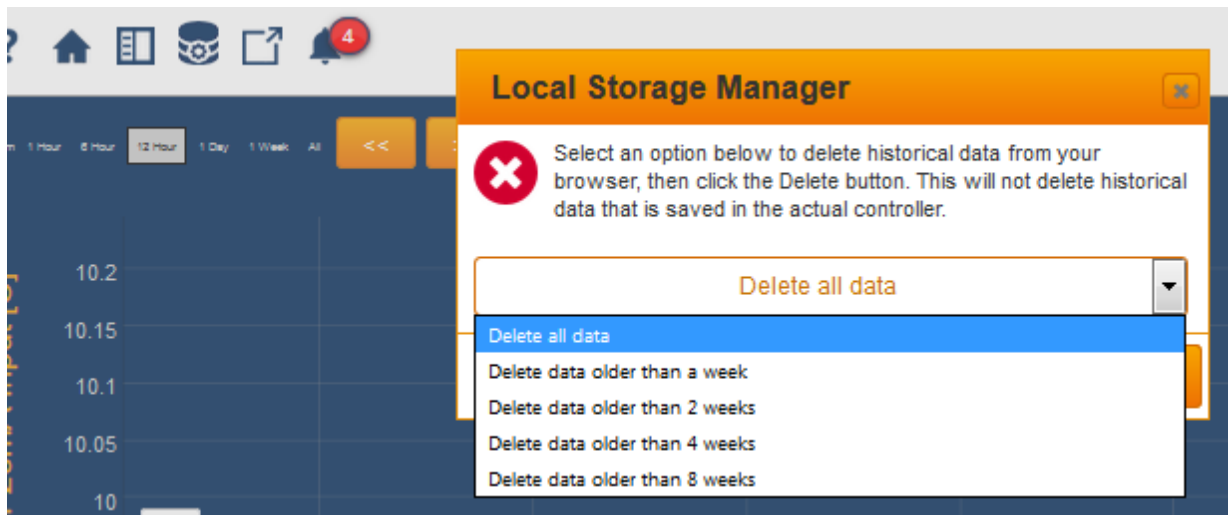 ?
4
Local Storage Manager
1 Hour 6 Hour 12 Hour 1 Day 1 Week All <<
Select an option below to delete historical data from your
browser, then click the Delete button. This will not delete historical
data that is saved in the actual controller.
Delete all data
Delete all data
Delete data older than a week
Delete data older than 2 weeks
Delete data older than 4 weeks
Delete data older than 8 weeks
10.2
10.15
10.1
10.05
10